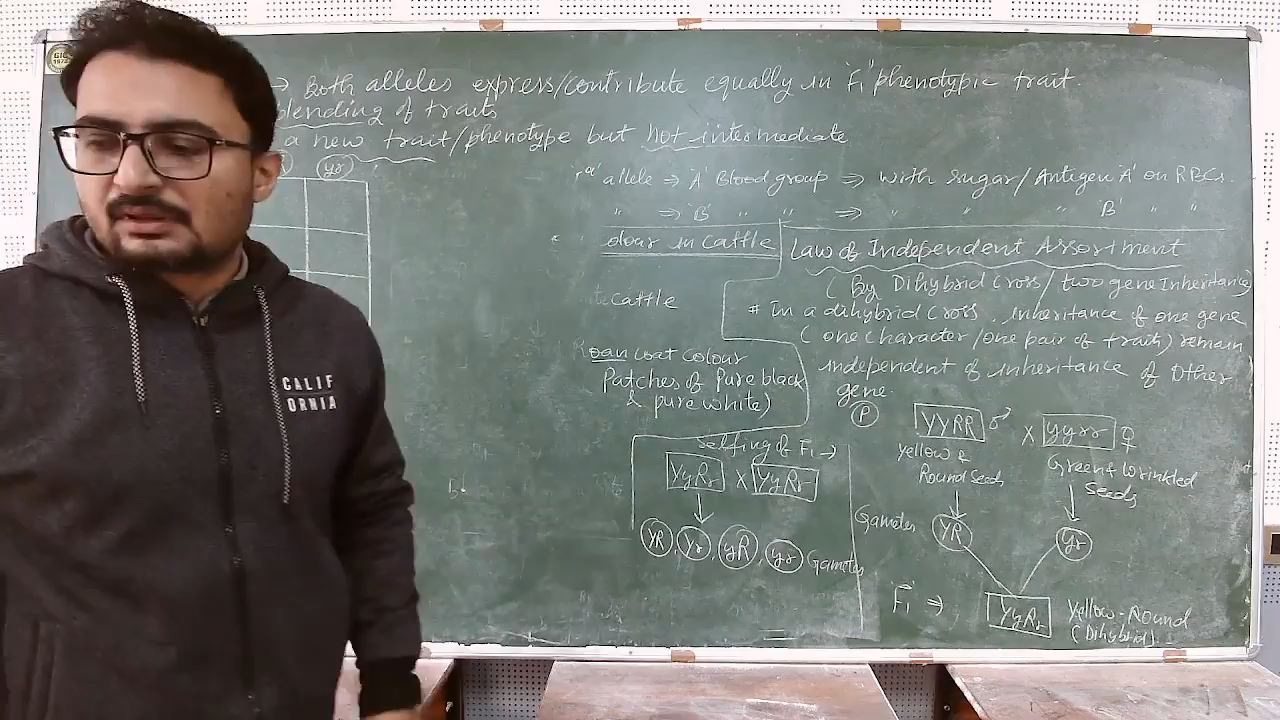 → Both alleles express/contribute equally in 'F1' phenotypic trait.
blending of traits
a new trait/phenotype but not intermediate
yr
'a' allele ⇒ 'A' Blood group ⇒ with sugar/Antigen 'A' on RBCs.
" ⇒ 'B' " " ⇒ " " " 'B' " "
olour in Cattle
Cattle
Roan coat colour
Patches of Pure black
& pure white)
Law of Independent Assortment
( By Dihybrid Cross/two gene Inheritance)
# In a dihybrid cross, inheritance of one gene
( one character/one pair of traits) remain
independent of inheritance of other
gene.
P
YYRR ♂ X yyrr ♀
yellow &
Round Seeds
Green & Wrinkled
Seeds
Gametes YR yr
F1 ⇒ YyRr Yellow-Round
(Dihybrid)
Selfing of F1 →
YyRr X YyRr
YR, Yr, yR, yr Gametes
CALIF
ORNIA